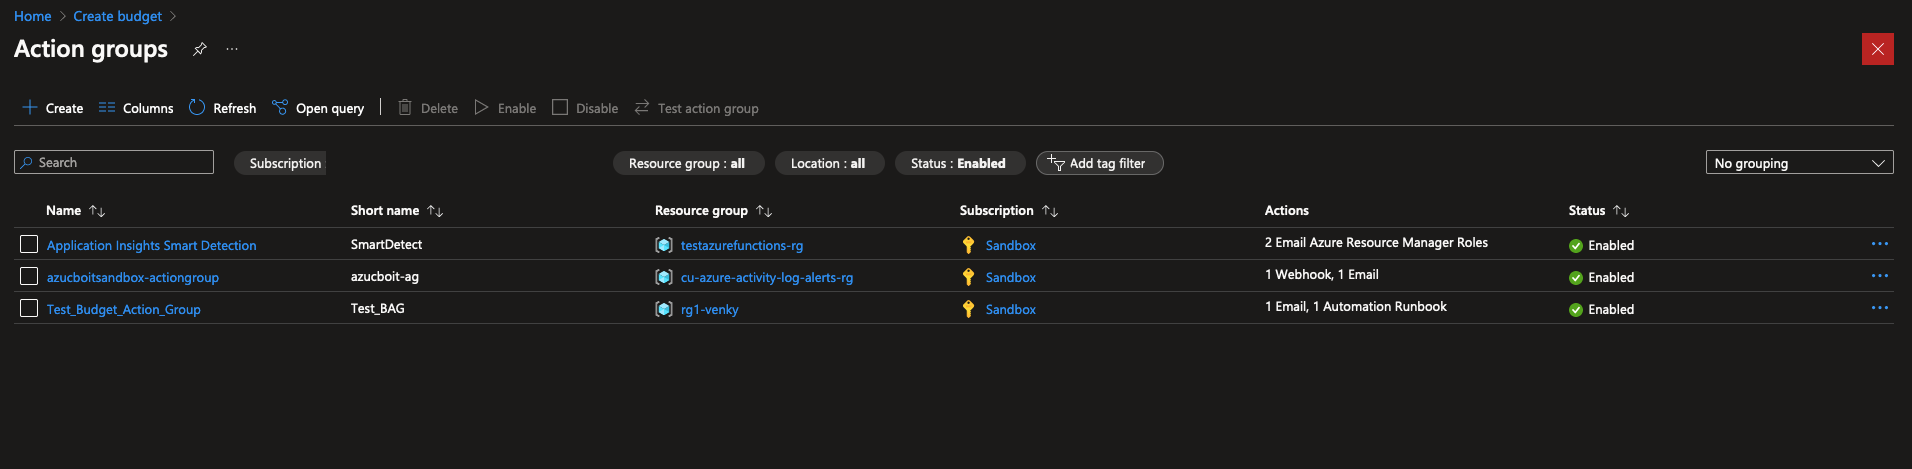 Home > Create budget >
Action groups ...
Create Columns Refresh Open query | Delete Enable Disable Test action group
Search Subscription : Resource group : all Location : all Status : Enabled Add tag filter No grouping
Name Short name Resource group Subscription Actions Status
Application Insights Smart Detection SmartDetect testazurefunctions-rg Sandbox 2 Email Azure Resource Manager Roles Enabled ...
azucboitsandbox-actiongroup azucboit-ag cu-azure-activity-log-alerts-rg Sandbox 1 Webhook, 1 Email Enabled ...
Test_Budget_Action_Group Test_BAG rg1-venky Sandbox 1 Email, 1 Automation Runbook Enabled ...